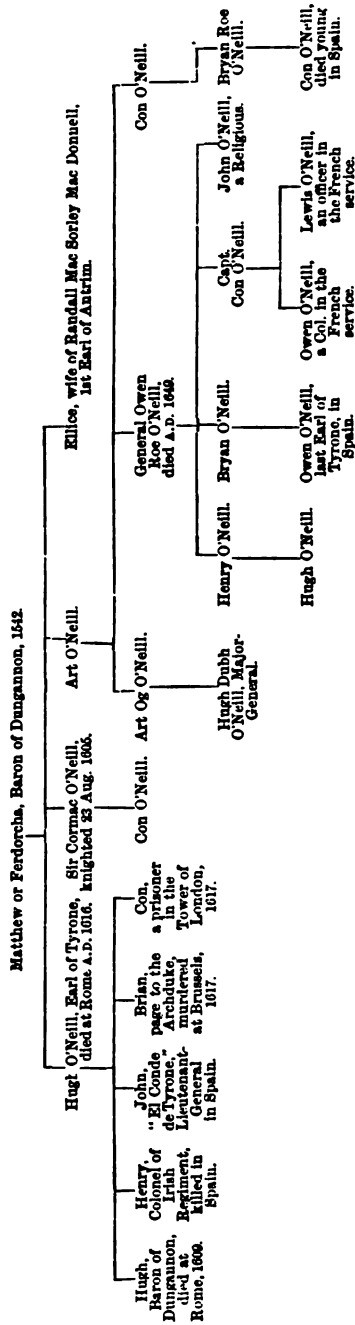 Matthew or Ferdorcha, Baron of Dungannon, 1542.
Hugh O'Neill, Earl of Tyrone,
died at Rome A.D. 1616.
Sir Cormac O'Neill,
knighted 23 Aug. 1605.
Art O'Neill.
Ellice, wife of Randall Mac Sorley Mac Donnell,
1st Earl of Antrim.
Hugh,
Baron of
Dungannon,
died at
Rome, 1609.
Henry,
Colonel of
Irish
Regiment,
killed in
Spain.
John,
"El Conde
de Tyrone,"
Lieutenant-
General
in Spain.
Brian,
page to the
Archduke,
murdered
at Brussels,
1617.
Con,
a prisoner
in the
Tower of
London,
1617.
Con O'Neill.
Art Og O'Neill.
General Owen
Roe O'Neill,
died A.D. 1649.
Con O'Neill.
Hugh Dubh
O'Neill, Major-
General.
Henry O'Neill.
Bryan O'Neill.
Capt.
Con O'Neill.
John O'Neill,
a Religious.
Bryan Roe
O'Neill.
Hugh O'Neill.
Owen O'Neill,
last Earl of
Tyrone, in
Spain.
Owen O'Neill,
a Col. in the
French
service.
Lewis O'Neill,
an officer in
the French
service.
Con O'Neill,
died young
in Spain.